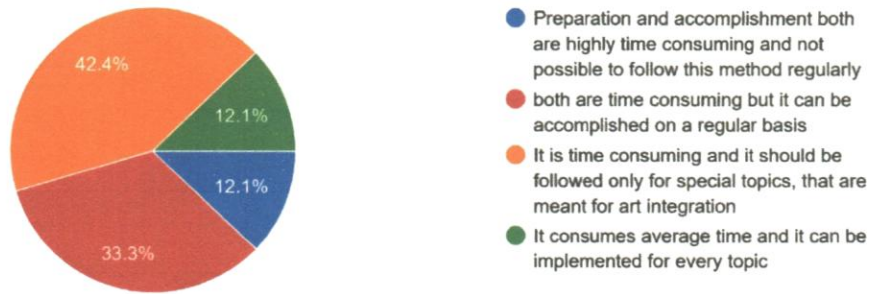 42.4%
12.1%
12.1%
33.3%
Preparation and accomplishment both
are highly time consuming and not
possible to follow this method regularly
both are time consuming but it can be
accomplished on a regular basis
It is time consuming and it should be
followed only for special topics, that are
meant for art integration
It consumes average time and it can be
implemented for every topic